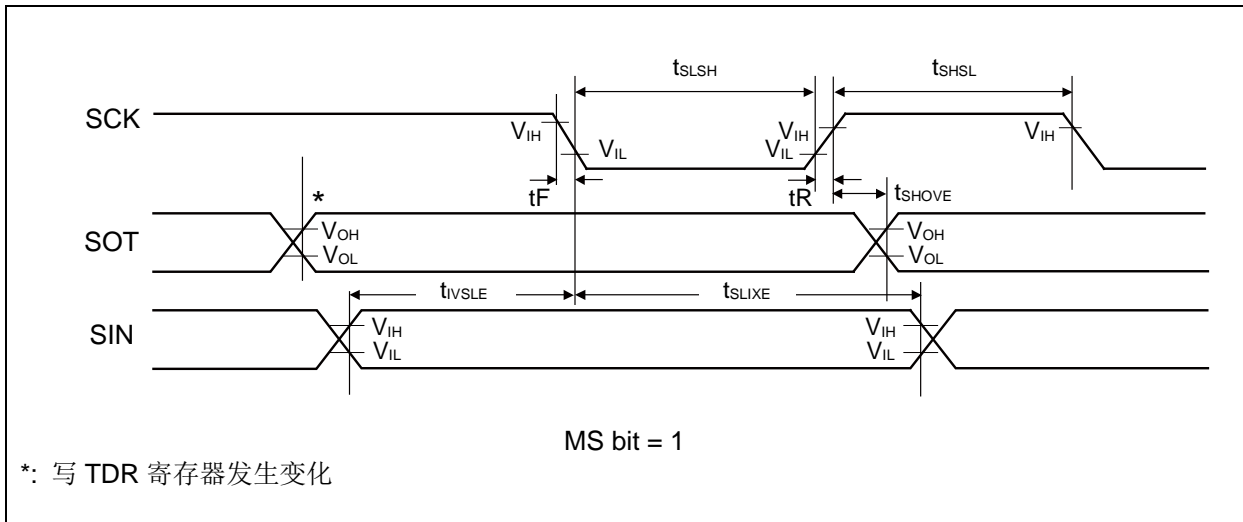 tSLSH
tSHSL
SCK
VIH
VIL
VIH
VIL
VIH
tF
tR
tSHOVE
*
SOT
VOH
VOL
VOH
VOL
tIVSLE
tSLIXE
SIN
VIH
VIL
VIH
VIL
MS bit = 1
*: 写 TDR 寄存器发生变化